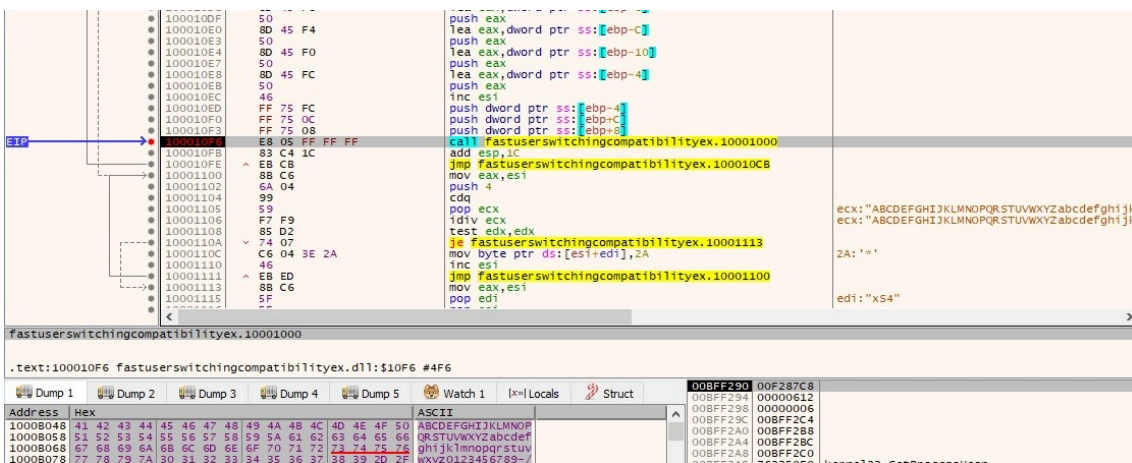 100010DF 50 push eax
100010E0 8D 45 F4 lea eax,dword ptr ss:[ebp-C]
100010E3 50 push eax
100010E4 8D 45 F0 lea eax,dword ptr ss:[ebp-10]
100010E7 50 push eax
100010E8 8D 45 FC lea eax,dword ptr ss:[ebp-4]
100010EB 50 push eax
100010EC 46 inc esi
100010ED FF 75 FC push dword ptr ss:[ebp-4]
100010F0 FF 75 0C push dword ptr ss:[ebp+C]
100010F3 FF 75 08 push dword ptr ss:[ebp+8]
EIP 100010F6 E8 05 FF FF FF call fastuserswitchingcompatibilityex.10001000
100010FB 83 C4 1C add esp,1C
100010FE EB CB jmp fastuserswitchingcompatibilityex.100010CB
10001100 8B C6 mov eax,esi
10001102 6A 04 push 4
10001104 99 cdq
10001105 59 pop ecx ecx:"ABCDEFGHIJKLMNOPQRSTUVWXYZabcdefghijk
10001106 F7 F9 idiv ecx ecx:"ABCDEFGHIJKLMNOPQRSTUVWXYZabcdefghijk
10001108 85 D2 test edx,edx
1000110A 74 07 je fastuserswitchingcompatibilityex.10001113
1000110C C6 04 3E 2A mov byte ptr ds:[esi+edi],2A 2A:'*'
10001110 46 inc esi
10001111 EB ED jmp fastuserswitchingcompatibilityex.10001100
10001113 8B C6 mov eax,esi
10001115 5F pop edi edi:"xS4"
fastuserswitchingcompatibilityex.10001000
.text:100010F6 fastuserswitchingcompatibilityex.dll:$10F6 #4F6
Dump 1 Dump 2 Dump 3 Dump 4 Dump 5 Watch 1 [x=] Locals Struct
Address Hex ASCII
1000B048 41 42 43 44 45 46 47 48 49 4A 4B 4C 4D 4E 4F 50 ABCDEFGHIJKLMNOP
1000B058 51 52 53 54 55 56 57 58 59 5A 61 62 63 64 65 66 QRSTUVWXYZabcdef
1000B068 67 68 69 6A 6B 6C 6D 6E 6F 70 71 72 73 74 75 76 ghijklmnopqrstuv
1000B078 77 78 79 7A 30 31 32 33 34 35 36 37 38 39 2D 2F wxyz0123456789-/
00BFF290 00F287C8
00BFF294 00000612
00BFF298 00000006
00BFF29C 00BFF2C4
00BFF2A0 00BFF2B8
00BFF2A4 00BFF2BC
00BFF2A8 00BFF2C0